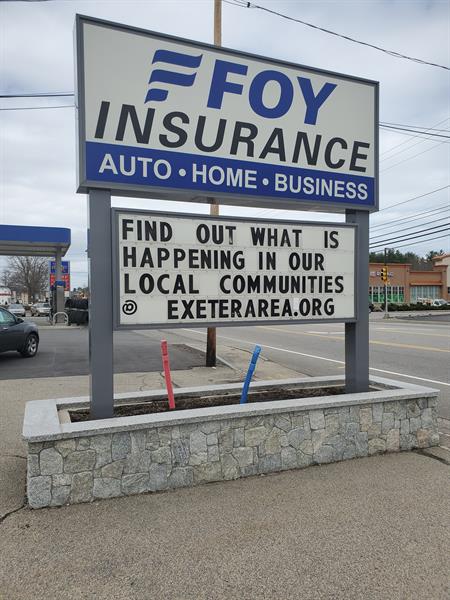 FOY
INSURANCE
AUTO • HOME • BUSINESS
FIND OUT WHAT IS
HAPPENING IN OUR
LOCAL COMMUNITIES
@ EXETERAREA.ORG